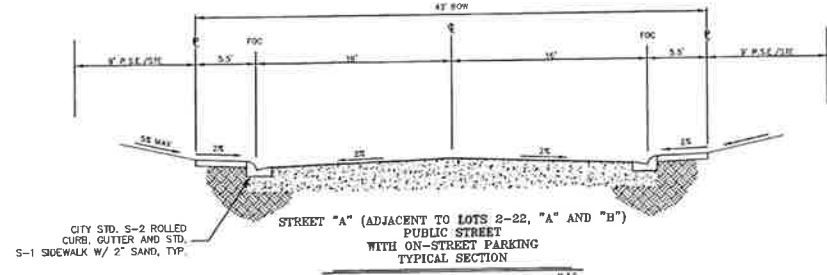 43' ROW
℄
FOC
FOC
9' P.S.E./STE
5.5'
16'
16'
5.5'
9' P.S.E./STE
5% MAX
2%
2%
2%
2%
CITY STD. S-2 ROLLED
CURB, GUTTER AND STD.
S-1 SIDEWALK W/ 2" SAND, TYP.
STREET "A" (ADJACENT TO LOTS 2-22, "A" AND "B")
PUBLIC STREET
WITH ON-STREET PARKING
TYPICAL SECTION